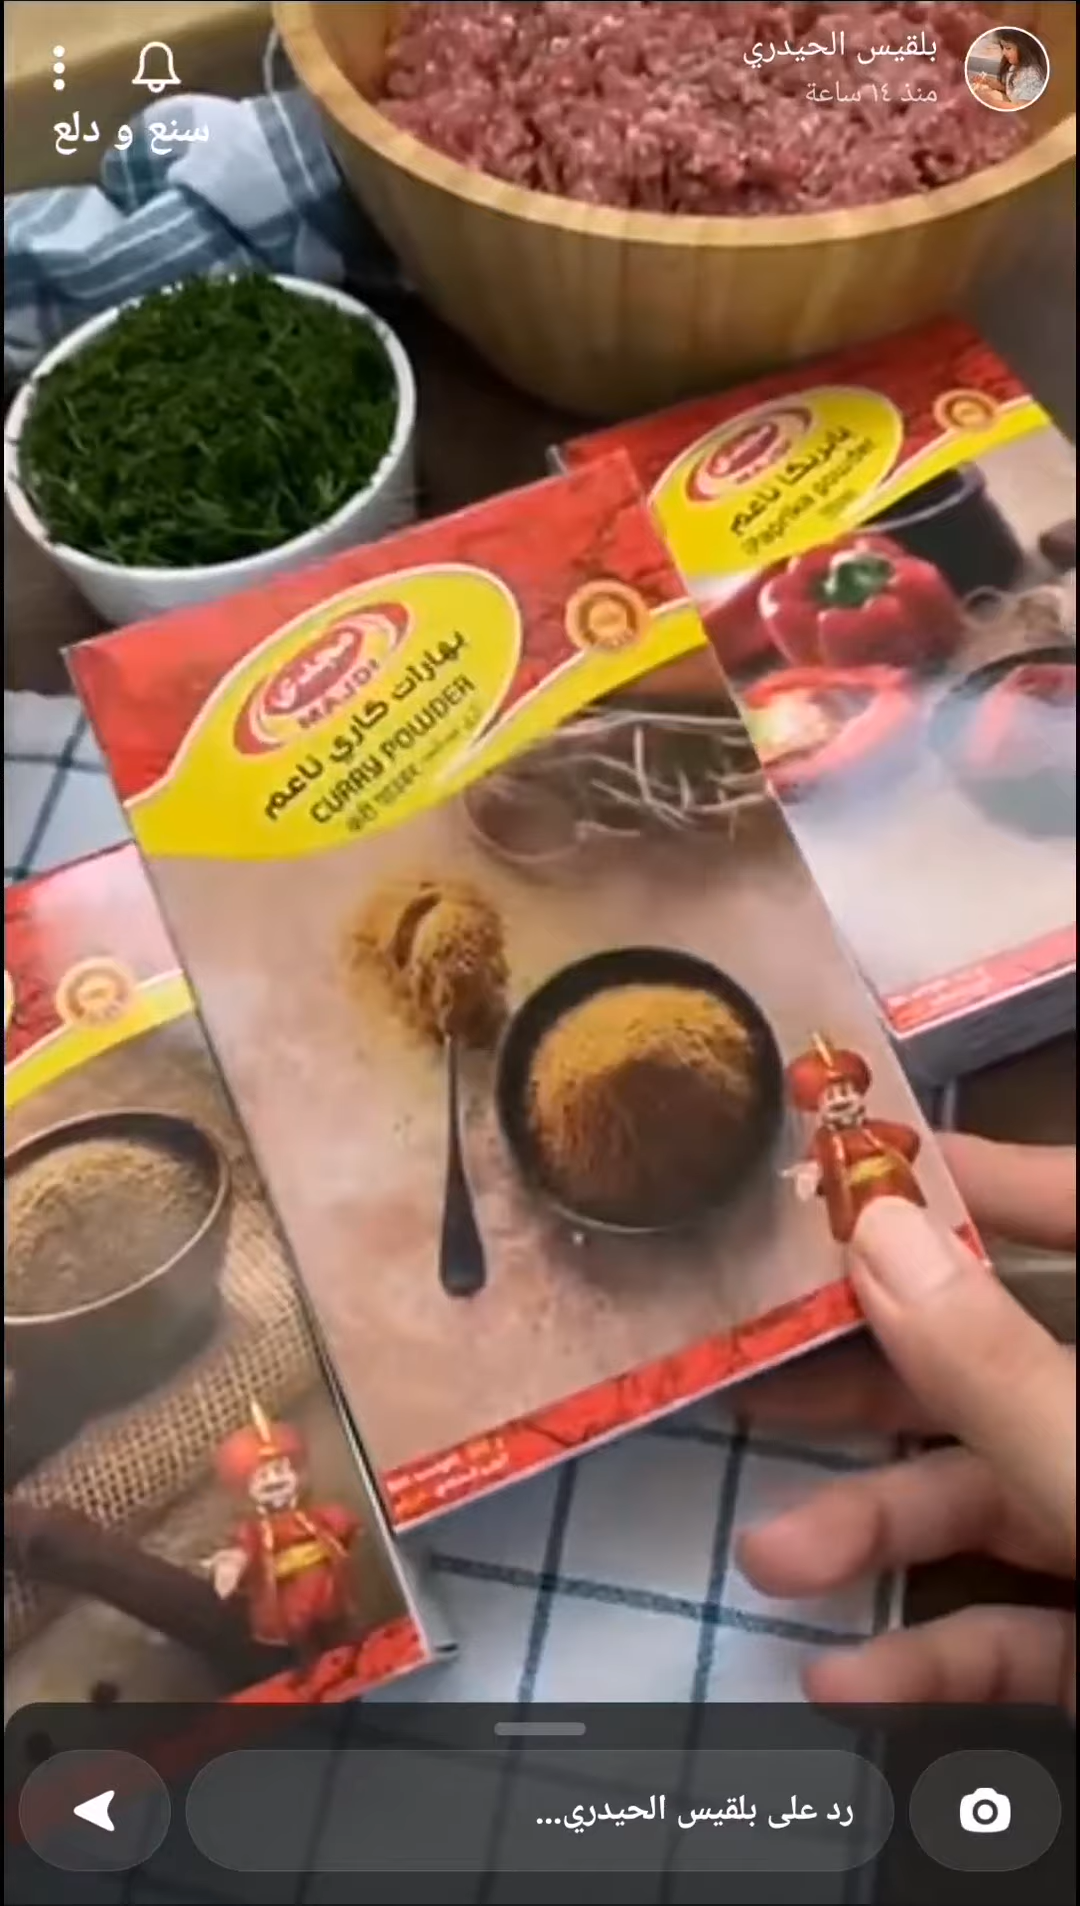 بلقيس الحيدري
منذ ١٤ ساعة
سنع و دلع
مجدي
MAJDI
بابريكا ناعم
Paprika powder
مجدي
MAJDI
بهارات كاري ناعم
CURRY POWDER
रد على بلقيس الحيدري...